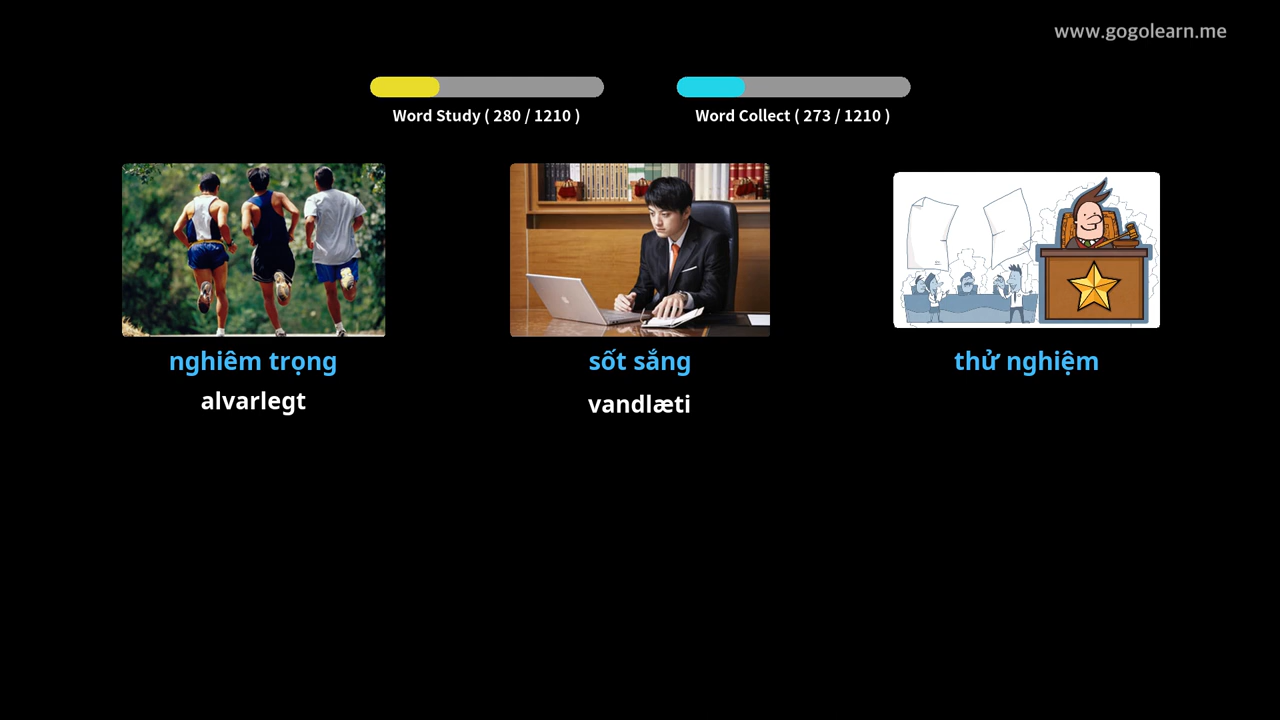 www.gogolearn.me
Word Study ( 280 / 1210 )
Word Collect ( 273 / 1210 )
nghiêm trọng
sốt sắng
thử nghiệm
alvarlegt
vandlæti